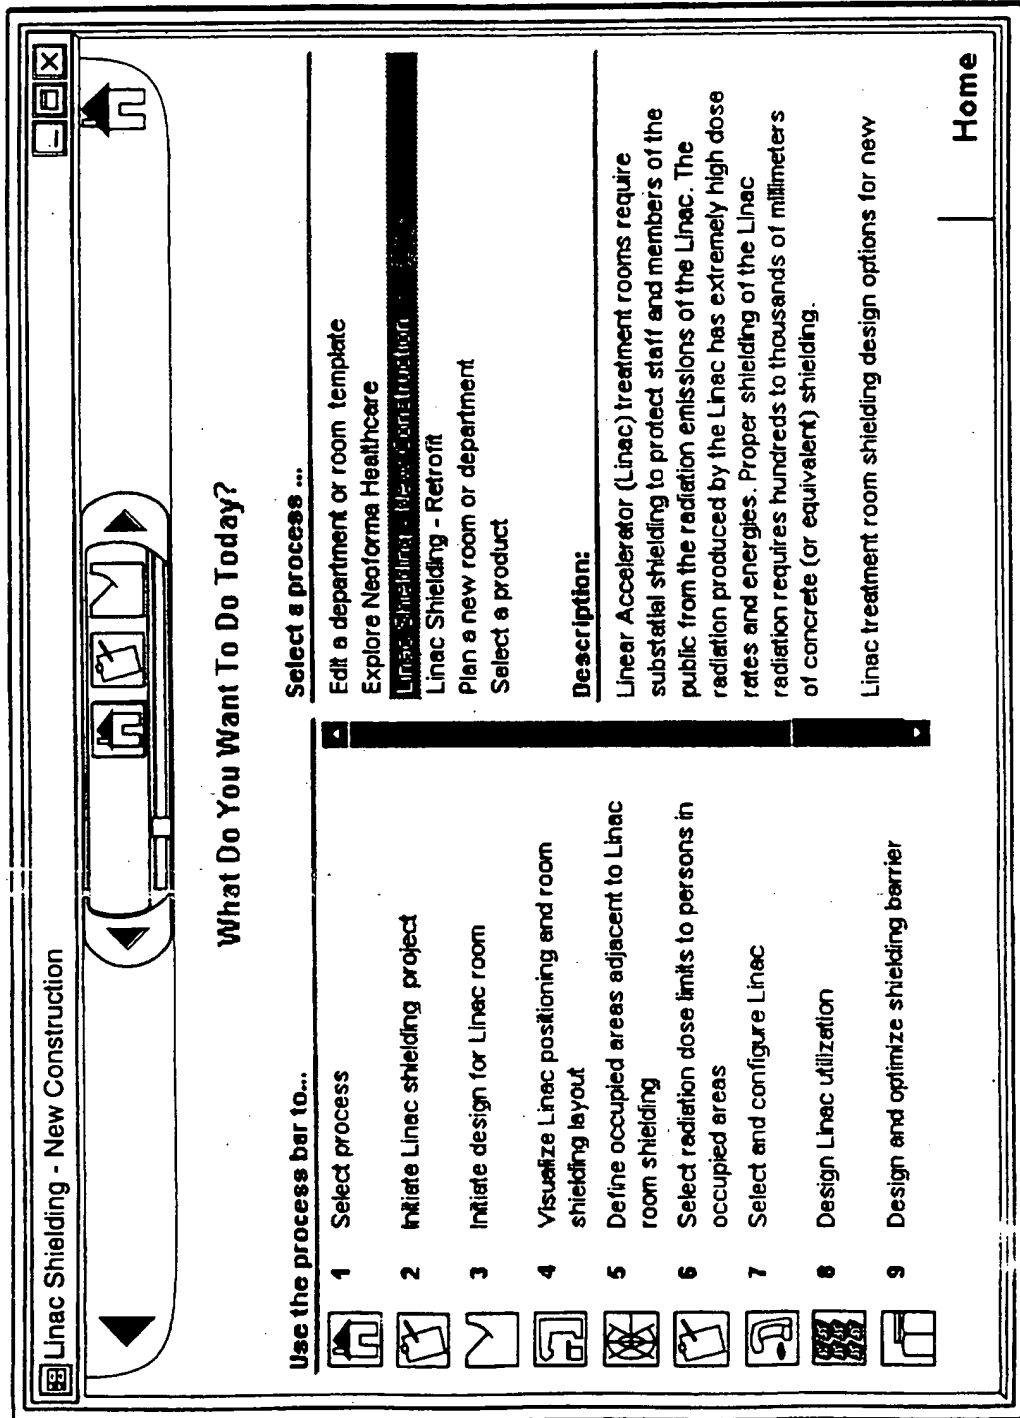 Linac Shielding - New Construction
What Do You Want To Do Today?
Use the process bar to...
1 Select process
2 Initiate Linac shielding project
3 Initiate design for Linac room
4 Visualize Linac positioning and room
shielding layout
5 Define occupied areas adjacent to Linac
room shielding
6 Select radiation dose limits to persons in
occupied areas
7 Select and configure Linac
8 Design Linac utilization
9 Design and optimize shielding barrier
Select a process ...
Edit a department or room template
Explore Neoforma Healthcare
Linac Shielding - New Construction
Linac Shielding - Retrofit
Plan a new room or department
Select a product
Description:
Linear Accelerator (Linac) treatment rooms require
substatial shielding to protect staff and members of the
public from the radiation emissions of the Linac. The
radiation produced by the Linac has extremely high dose
rates and energies. Proper shielding of the Linac
radiation requires hundreds to thousands of millimeters
of concrete (or equivalent) shielding.
Linac treatment room shielding design options for new
Home